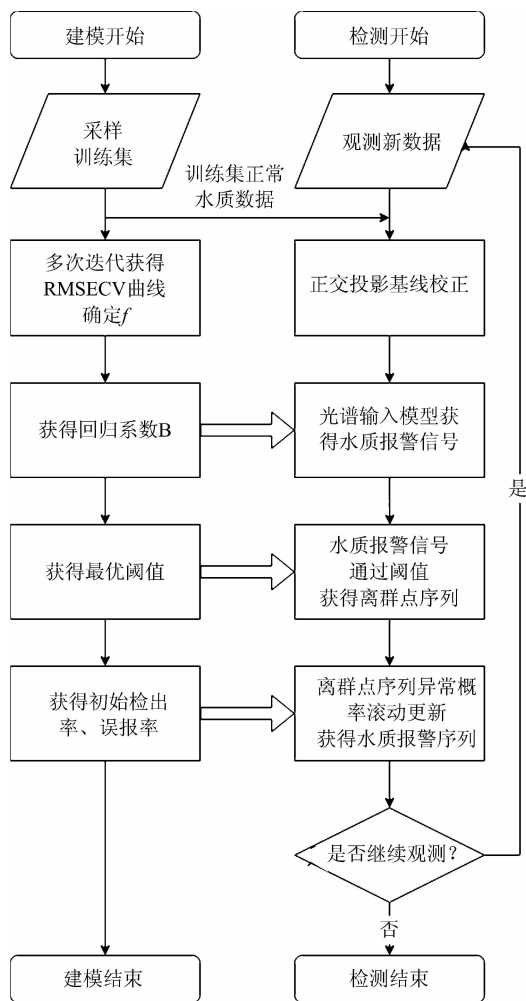 建模开始
采样
训练集
多次迭代获得
RMSECV曲线
确定f
获得回归系数B
获得最优阈值
获得初始检出
率、误报率
建模结束
训练集正常
水质数据
检测开始
观测新数据
正交投影基线校正
光谱输入模型获
得水质报警信号
水质报警信号
通过阈值
获得离群点序列
离群点序列异常概
率滚动更新
获得水质报警序列
是否继续观测？
是
否
检测结束